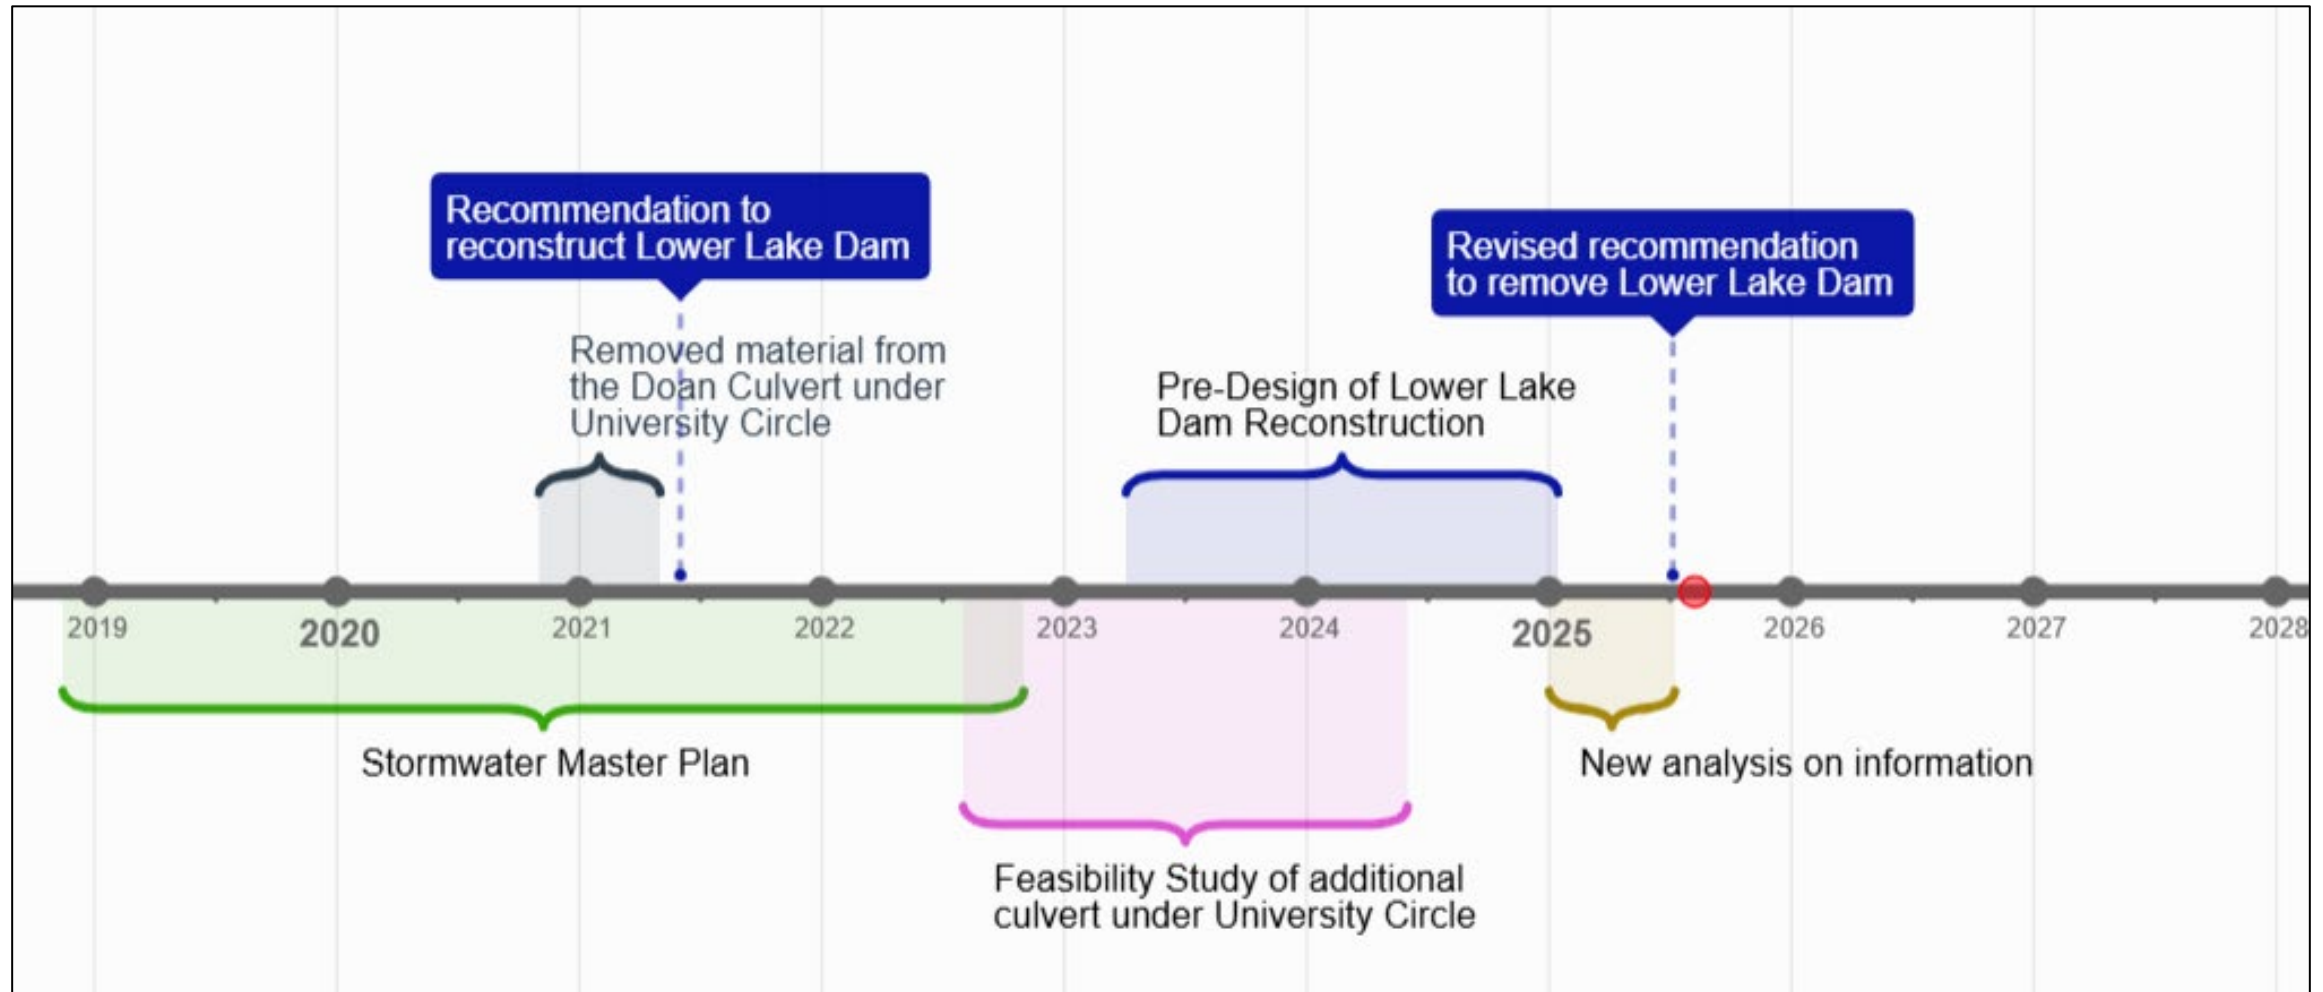 Recommendation to
reconstruct Lower Lake Dam
Revised recommendation
to remove Lower Lake Dam
Removed material from
the Doan Culvert under
University Circle
Pre-Design of Lower Lake
Dam Reconstruction
2019
2020
2021
2022
2023
2024
2025
2026
2027
2028
Stormwater Master Plan
New analysis on information
Feasibility Study of additional
culvert under University Circle